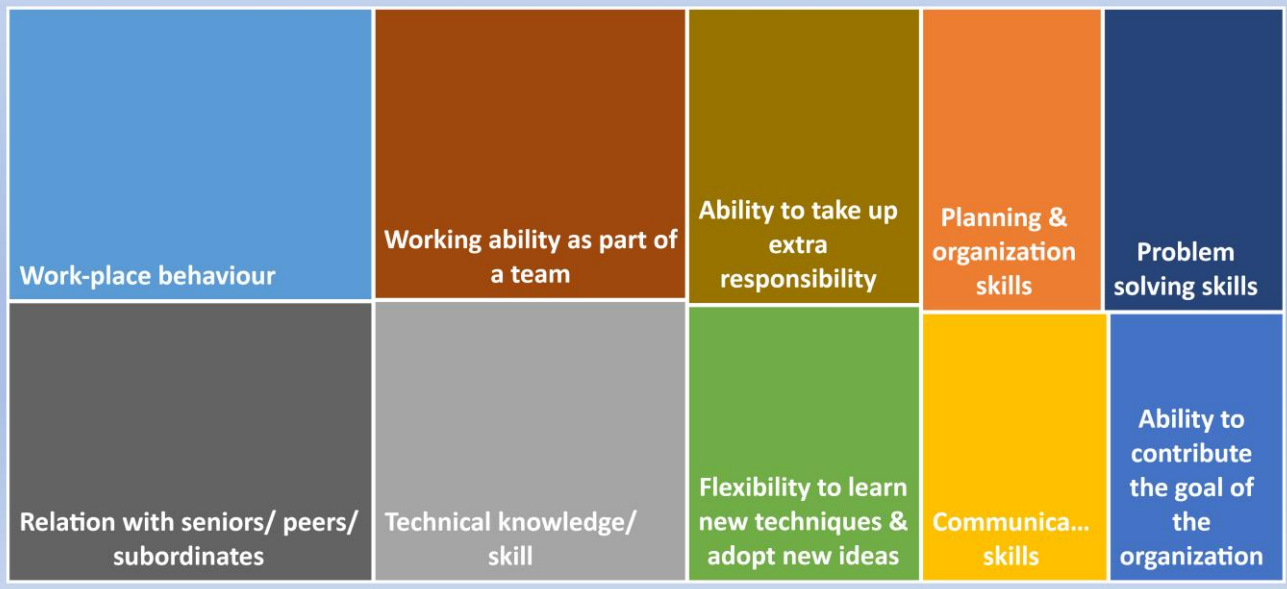 Work-place behaviour
Working ability as part of
a team
Ability to take up
extra
responsibility
Planning &
organization
skills
Problem
solving skills
Relation with seniors/ peers/
subordinates
Technical knowledge/
skill
Flexibility to learn
new techniques &
adopt new ideas
Communica...
skills
Ability to
contribute
the goal of
the
organization